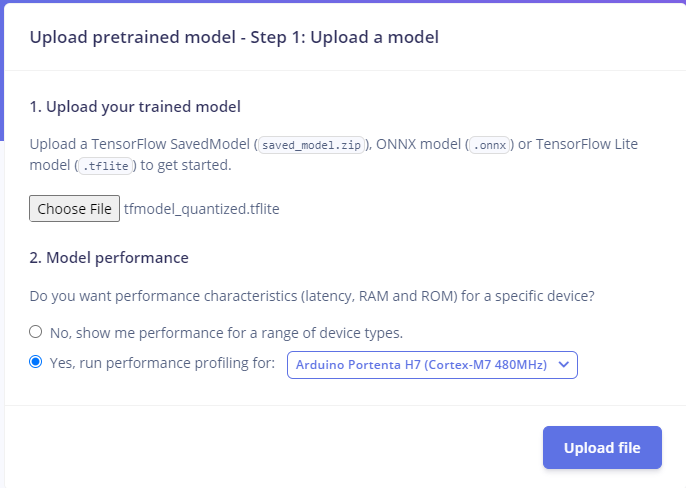 Upload pretrained model - Step 1: Upload a model
1. Upload your trained model
Upload a TensorFlow SavedModel (saved_model.zip), ONNX model (.onnx) or TensorFlow Lite
model (.tflite) to get started.
Choose File tfmodel_quantized.tflite
2. Model performance
Do you want performance characteristics (latency, RAM and ROM) for a specific device?
No, show me performance for a range of device types.
Yes, run performance profiling for: Arduino Portenta H7 (Cortex-M7 480MHz)
Upload file